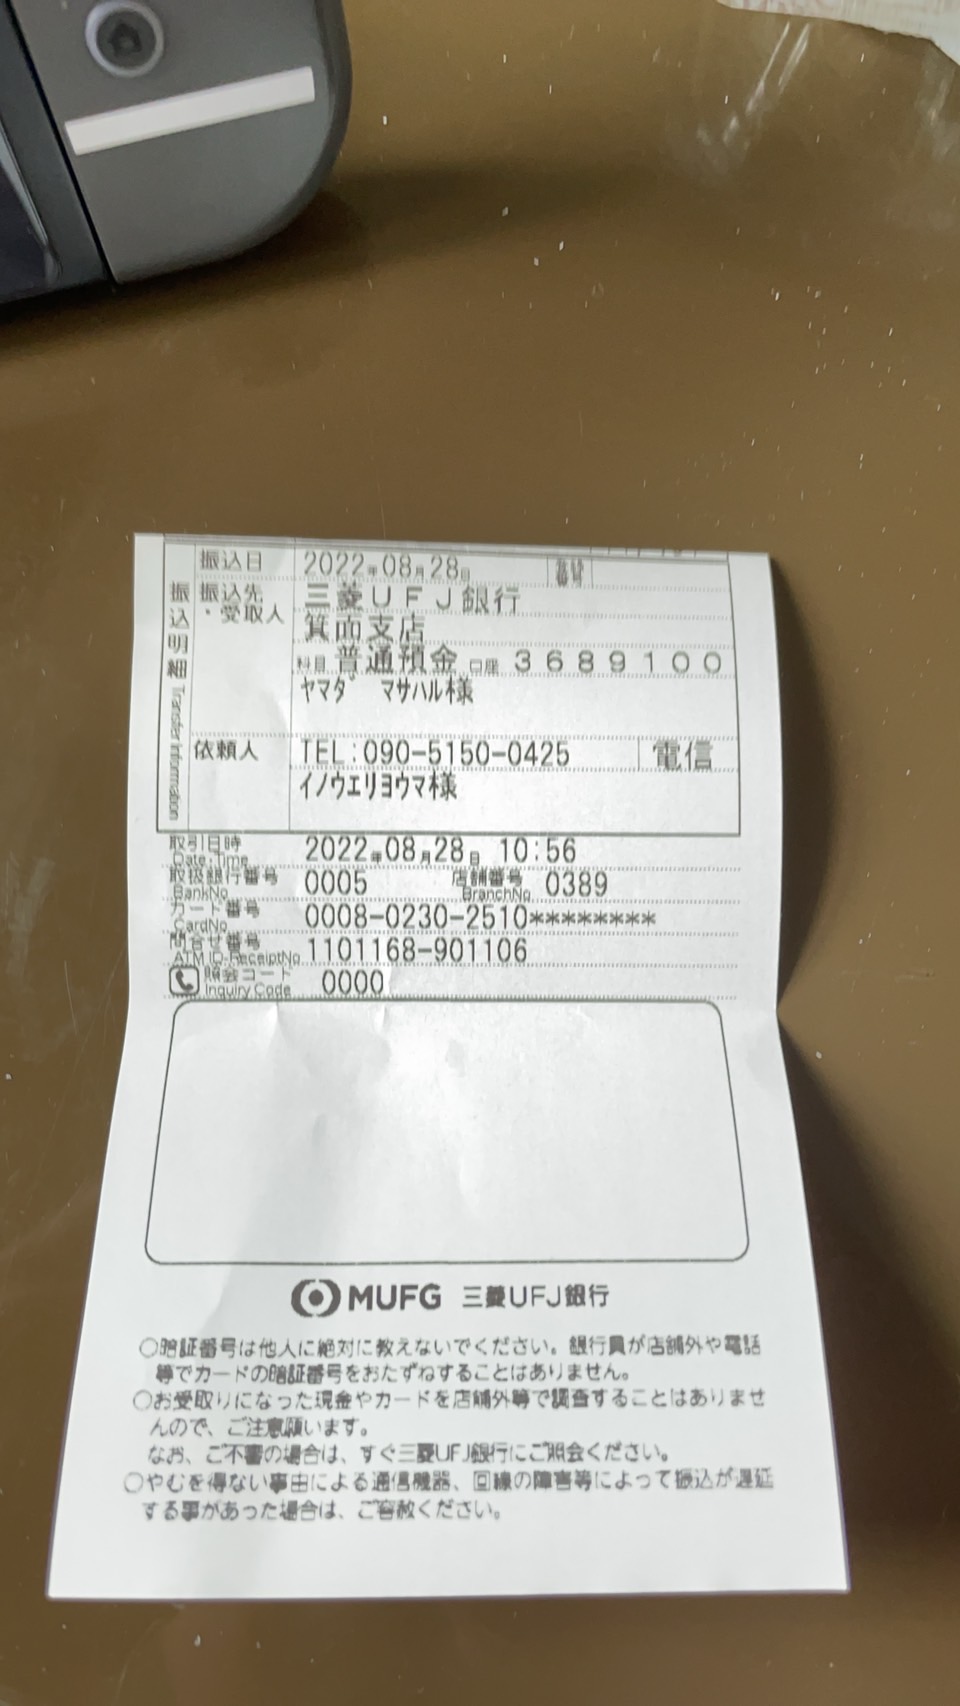 振込明細 Transfer Information
振込日 2022年08月28日 番号
振込先・受取人 三菱UFJ銀行
箕面支店
科目 普通預金 口座 3689100
ヤマダ マサハル様
依頼人 TEL:090-5150-0425 電信
イノウエリヨウマ様
取引日時 Date・Time 2022年08月28日 10:56
取扱銀行番号 BankNo 0005 店舗番号 BranchNo 0389
カード番号 CardNo 0008-0230-2510********
問合せ番号 ATM ID-ReceiptNo 1101168-901106
照会コード Inquiry Code 0000
MUFG 三菱UFJ銀行
○暗証番号は他人に絶対に教えないでください。銀行員が店舗外や電話
等でカードの暗証番号をおたずねすることはありません。
○お受取りになった現金やカードを店舗外等で調査することはありませ
んので、ご注意願います。
なお、ご不審の場合は、すぐ三菱UFJ銀行にご照会ください。
○やむを得ない事由による通信機器、回線の障害等によって振込が遅延
する事があった場合は、ご容赦ください。